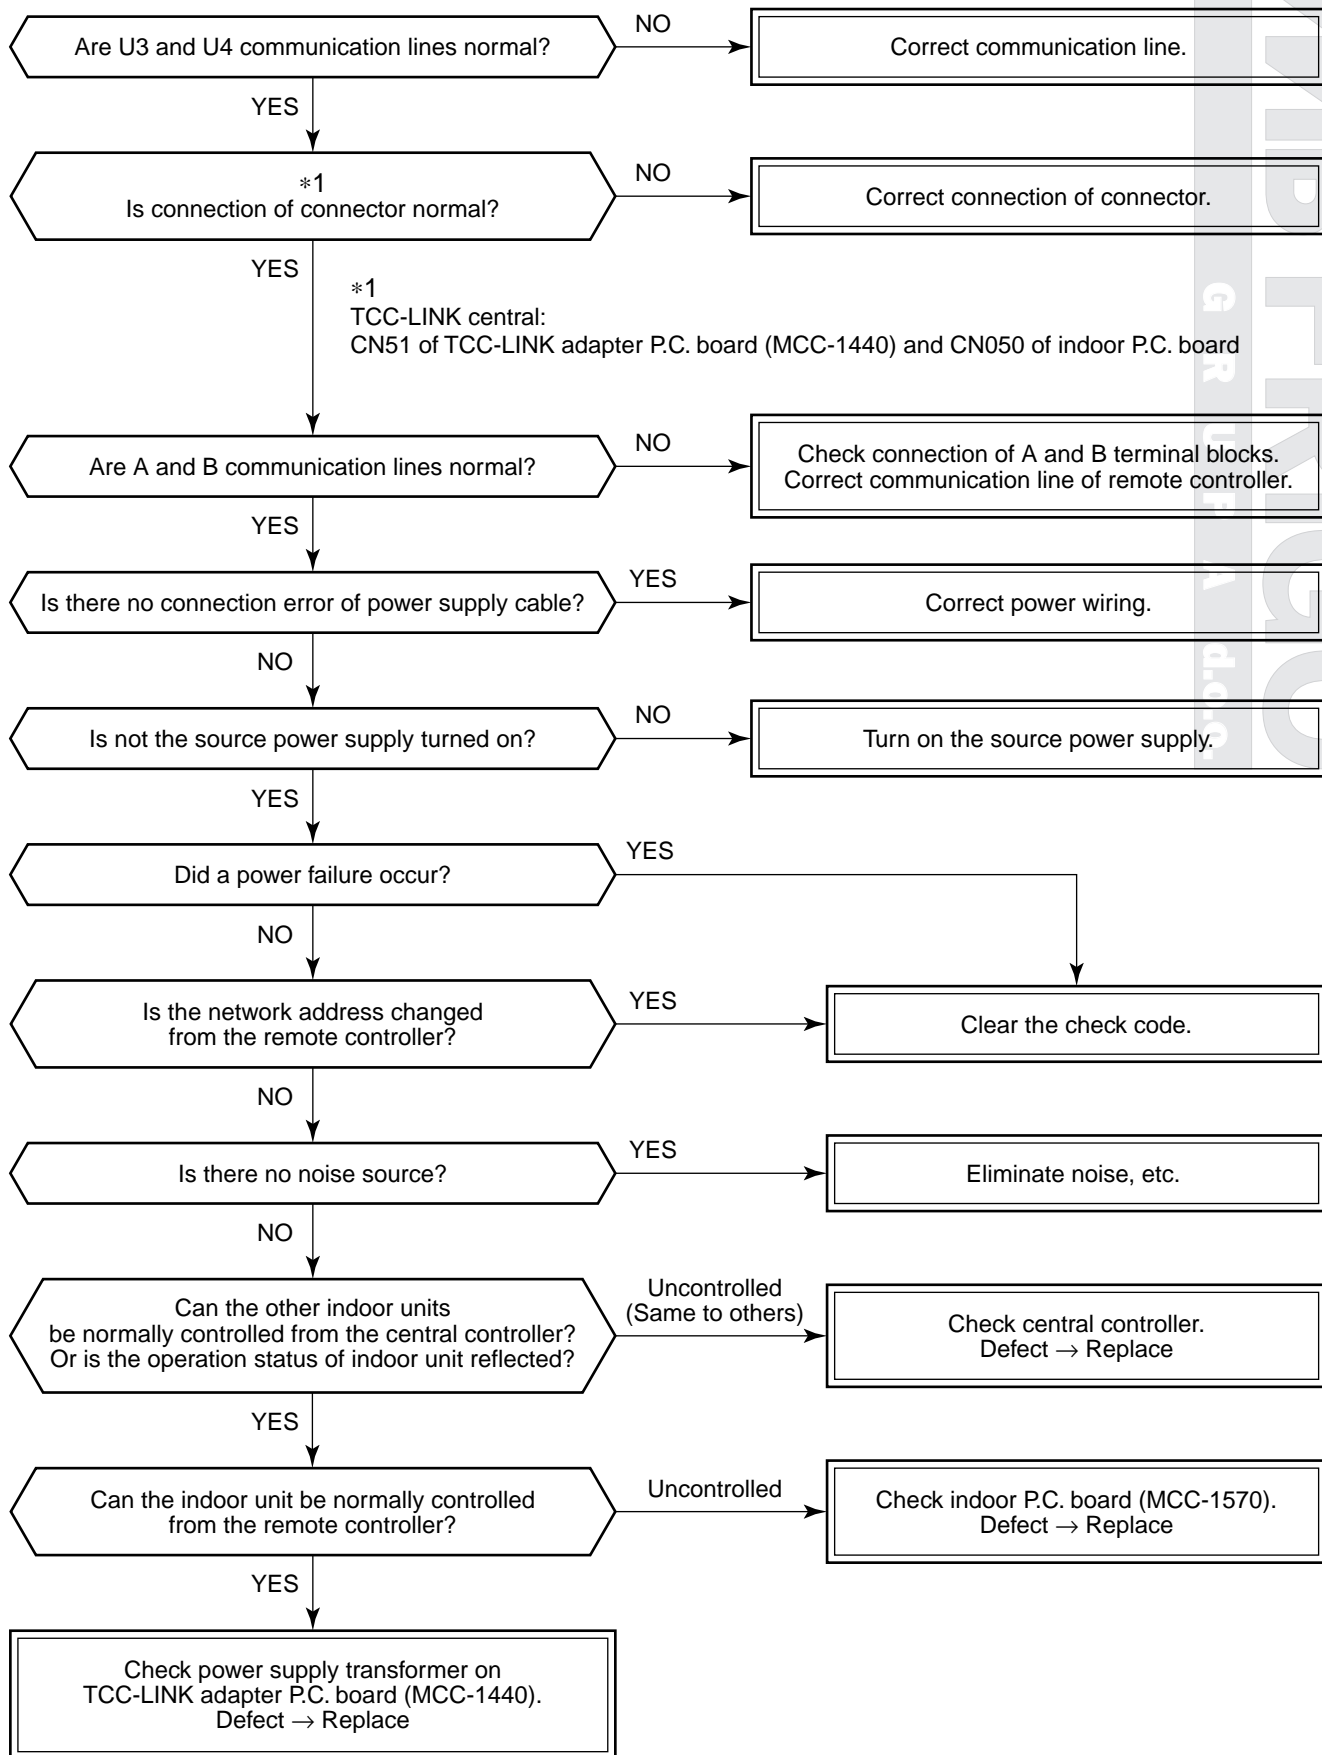 Are U3 and U4 communication lines normal?
NO
Correct communication line.
YES
*1
Is connection of connector normal?
NO
Correct connection of connector.
YES
*1
TCC-LINK central:
CN51 of TCC-LINK adapter P.C. board (MCC-1440) and CN050 of indoor P.C. board
Are A and B communication lines normal?
NO
Check connection of A and B terminal blocks.
Correct communication line of remote controller.
YES
Is there no connection error of power supply cable?
YES
Correct power wiring.
NO
Is not the source power supply turned on?
NO
Turn on the source power supply.
YES
Did a power failure occur?
YES
NO
Is the network address changed
from the remote controller?
YES
Clear the check code.
NO
Is there no noise source?
YES
Eliminate noise, etc.
NO
Can the other indoor units
be normally controlled from the central controller?
Or is the operation status of indoor unit reflected?
Uncontrolled
(Same to others)
Check central controller.
Defect → Replace
YES
Can the indoor unit be normally controlled
from the remote controller?
Uncontrolled
Check indoor P.C. board (MCC-1570).
Defect → Replace
YES
Check power supply transformer on
TCC-LINK adapter P.C. board (MCC-1440).
Defect → Replace
FRIGO
GRUPA d.o.o.